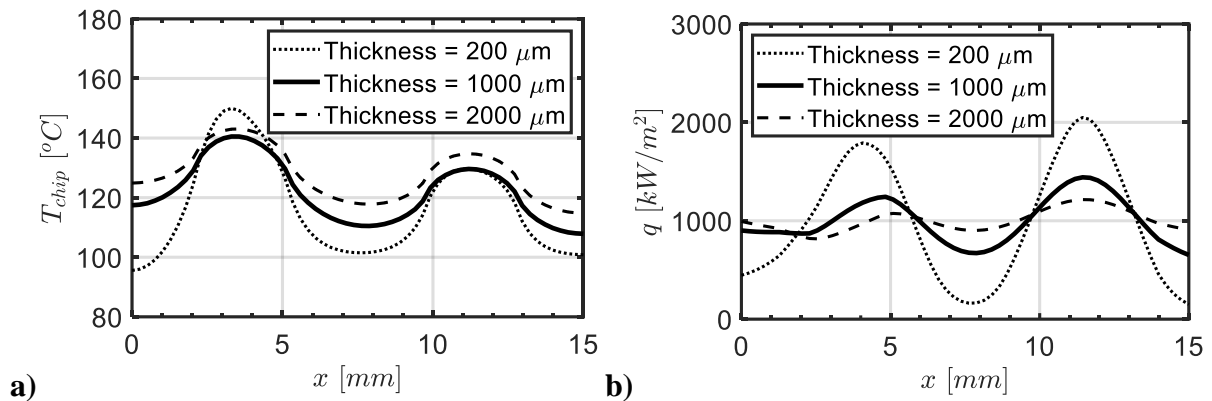 180
160
140
120
100
80
T_chip [°C]
Thickness = 200 μm
Thickness = 1000 μm
Thickness = 2000 μm
0 5 10 15
x [mm]
a)
3000
2000
1000
0
q [kW/m²]
Thickness = 200 μm
Thickness = 1000 μm
Thickness = 2000 μm
0 5 10 15
x [mm]
b)